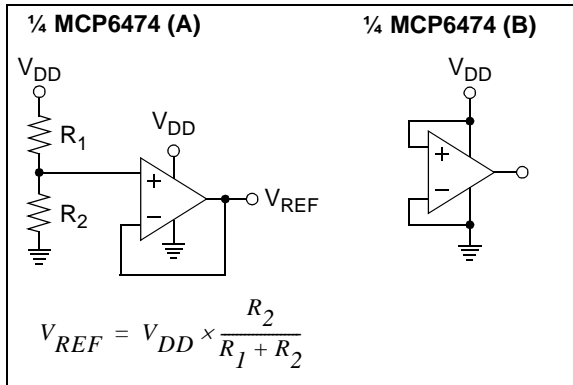 ¼ MCP6474 (A)
¼ MCP6474 (B)
VDD
VDD
R1
VDD
+
+
–
–
R2
VREF
VREF = VDD × R2 / R1 + R2